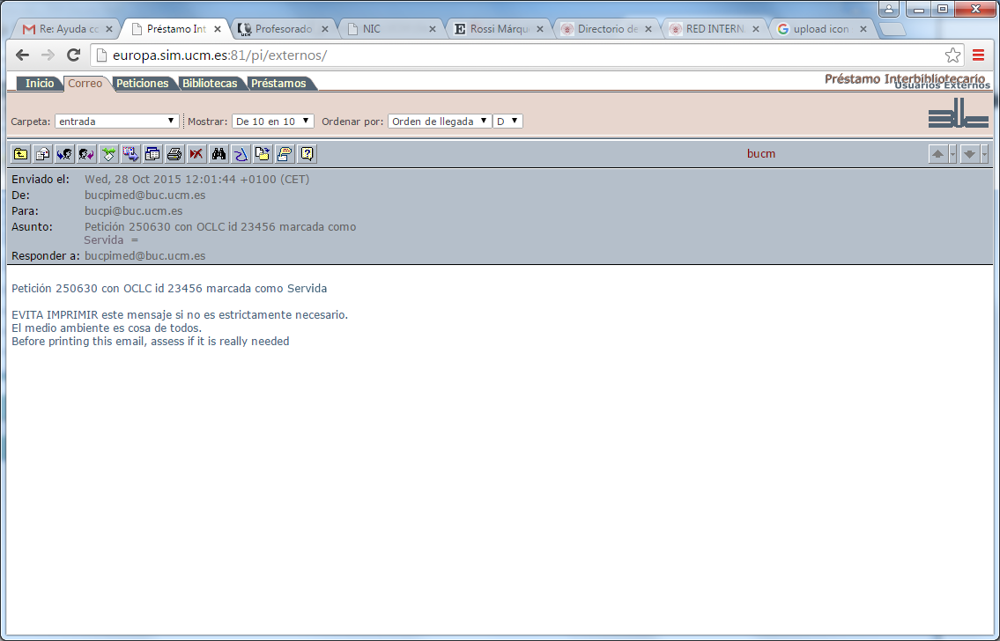 Re: Ayuda co
Préstamo Int
Profesorado
NIC
Rossi Márqu
Directorio de
RED INTERN
upload icon
europa.sim.ucm.es:81/pi/externos/
Inicio Correo Peticiones Bibliotecas Préstamos
Préstamo Interbibliotecario
Usuarios Externos
Carpeta: entrada Mostrar: De 10 en 10 Ordenar por: Orden de llegada D
bucm
Enviado el: Wed, 28 Oct 2015 12:01:44 +0100 (CET)
De: bucpimed@buc.ucm.es
Para: bucpi@buc.ucm.es
Asunto: Petición 250630 con OCLC id 23456 marcada como
Servida =
Responder a: bucpimed@buc.ucm.es
Petición 250630 con OCLC id 23456 marcada como Servida
EVITA IMPRIMIR este mensaje si no es estrictamente necesario.
El medio ambiente es cosa de todos.
Before printing this email, assess if it is really needed